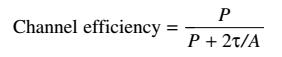 Channel efficiency = P / P + 2τ/A